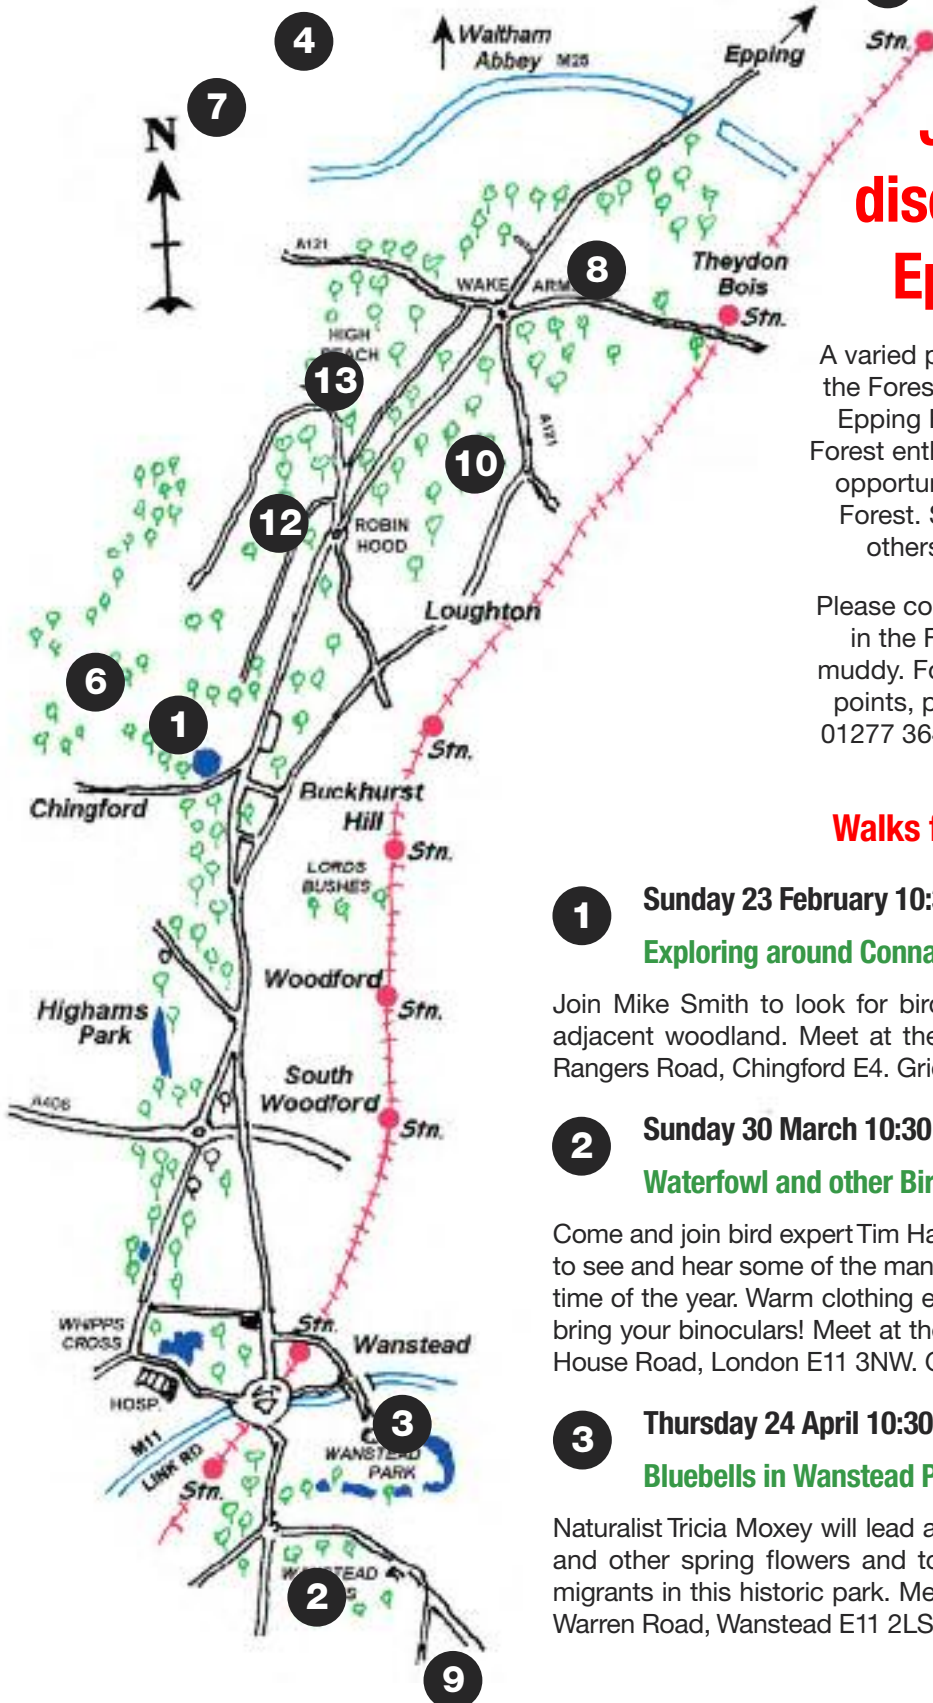 4
Waltham
Abbey M25
Epping
Stn.
7
N
disc
Ep
A121
WAKE ARM
8
Theydon
Bois
Stn.
HIGH
13
A varied p
the Fores
Epping
Forest enth
opportun
Forest. S
others
10
A121
12
ROBIN
HOOD
Loughton
Please co
in the F
muddy. Fo
points, p
01277 36
6
1
Stn.
Chingford
Buckhurst
Hill
Stn.
LORDS
BUSHES
Walks
1
Sunday 23 February 10:
Exploring around Conna
Join Mike Smith to look for bird
adjacent woodland. Meet at the
Rangers Road, Chingford E4. Gri
Woodford
Stn.
Highams
Park
South
Woodford
Stn.
A406
2
Sunday 30 March 10:30
Waterfowl and other Bir
Come and join bird expert Tim Ha
to see and hear some of the man
time of the year. Warm clothing e
bring your binoculars! Meet at the
House Road, London E11 3NW.
WHIPPS
CROSS
Stn.
Wanstead
HOSP.
M11
LINK RD
Stn.
3
WANSTEAD
PARK
3
Thursday 24 April 10:30
Bluebells in Wanstead P
Naturalist Tricia Moxey will lead a
and other spring flowers and to
migrants in this historic park. Me
Warren Road, Wanstead E11 2LS
2
9